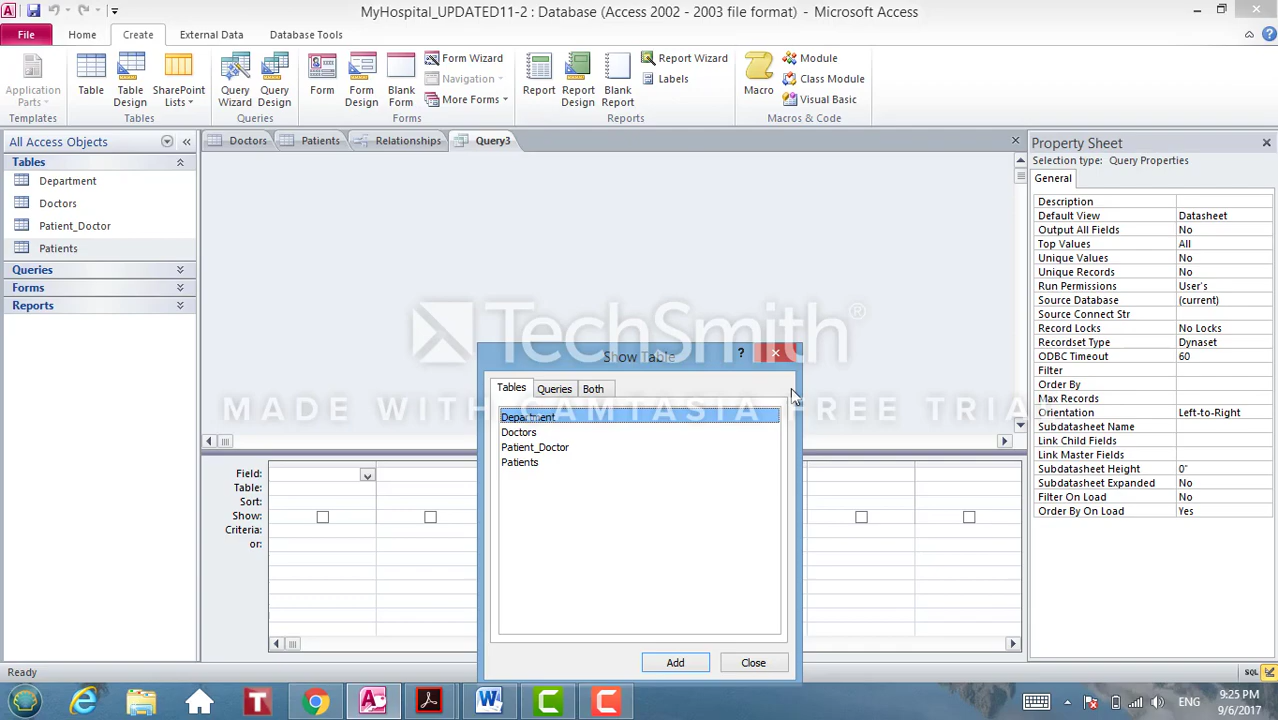 MyHospital_UPDATED11-2 : Database (Access 2002 - 2003 file format) - Microsoft Access
File Home Create External Data Database Tools
Application Parts Table Table Design SharePoint Lists Query Wizard Query Design Form Form Design Blank Form Form Wizard Navigation More Forms Report Report Design Blank Report Report Wizard Labels Macro Module Class Module Visual Basic
Templates Tables Queries Forms Reports Macros & Code
All Access Objects
Tables
Department
Doctors
Patient_Doctor
Patients
Queries
Forms
Reports
Doctors Patients Relationships Query3
TechSmith®
MADE WITH CAMTASIA FREE TRA
Show Table
?
Tables Queries Both
Department
Doctors
Patient_Doctor
Patients
Add Close
Field:
Table:
Sort:
Show:
Criteria:
or:
Property Sheet
Selection type: Query Properties
General
Description
Default View Datasheet
Output All Fields No
Top Values All
Unique Values No
Unique Records No
Run Permissions User's
Source Database (current)
Source Connect Str
Record Locks No Locks
Recordset Type Dynaset
ODBC Timeout 60
Filter
Order By
Max Records
Orientation Left-to-Right
Subdatasheet Name
Link Child Fields
Link Master Fields
Subdatasheet Height 0"
Subdatasheet Expanded No
Filter On Load No
Order By On Load Yes
Ready
SQL
ENG
9:25 PM
9/6/2017